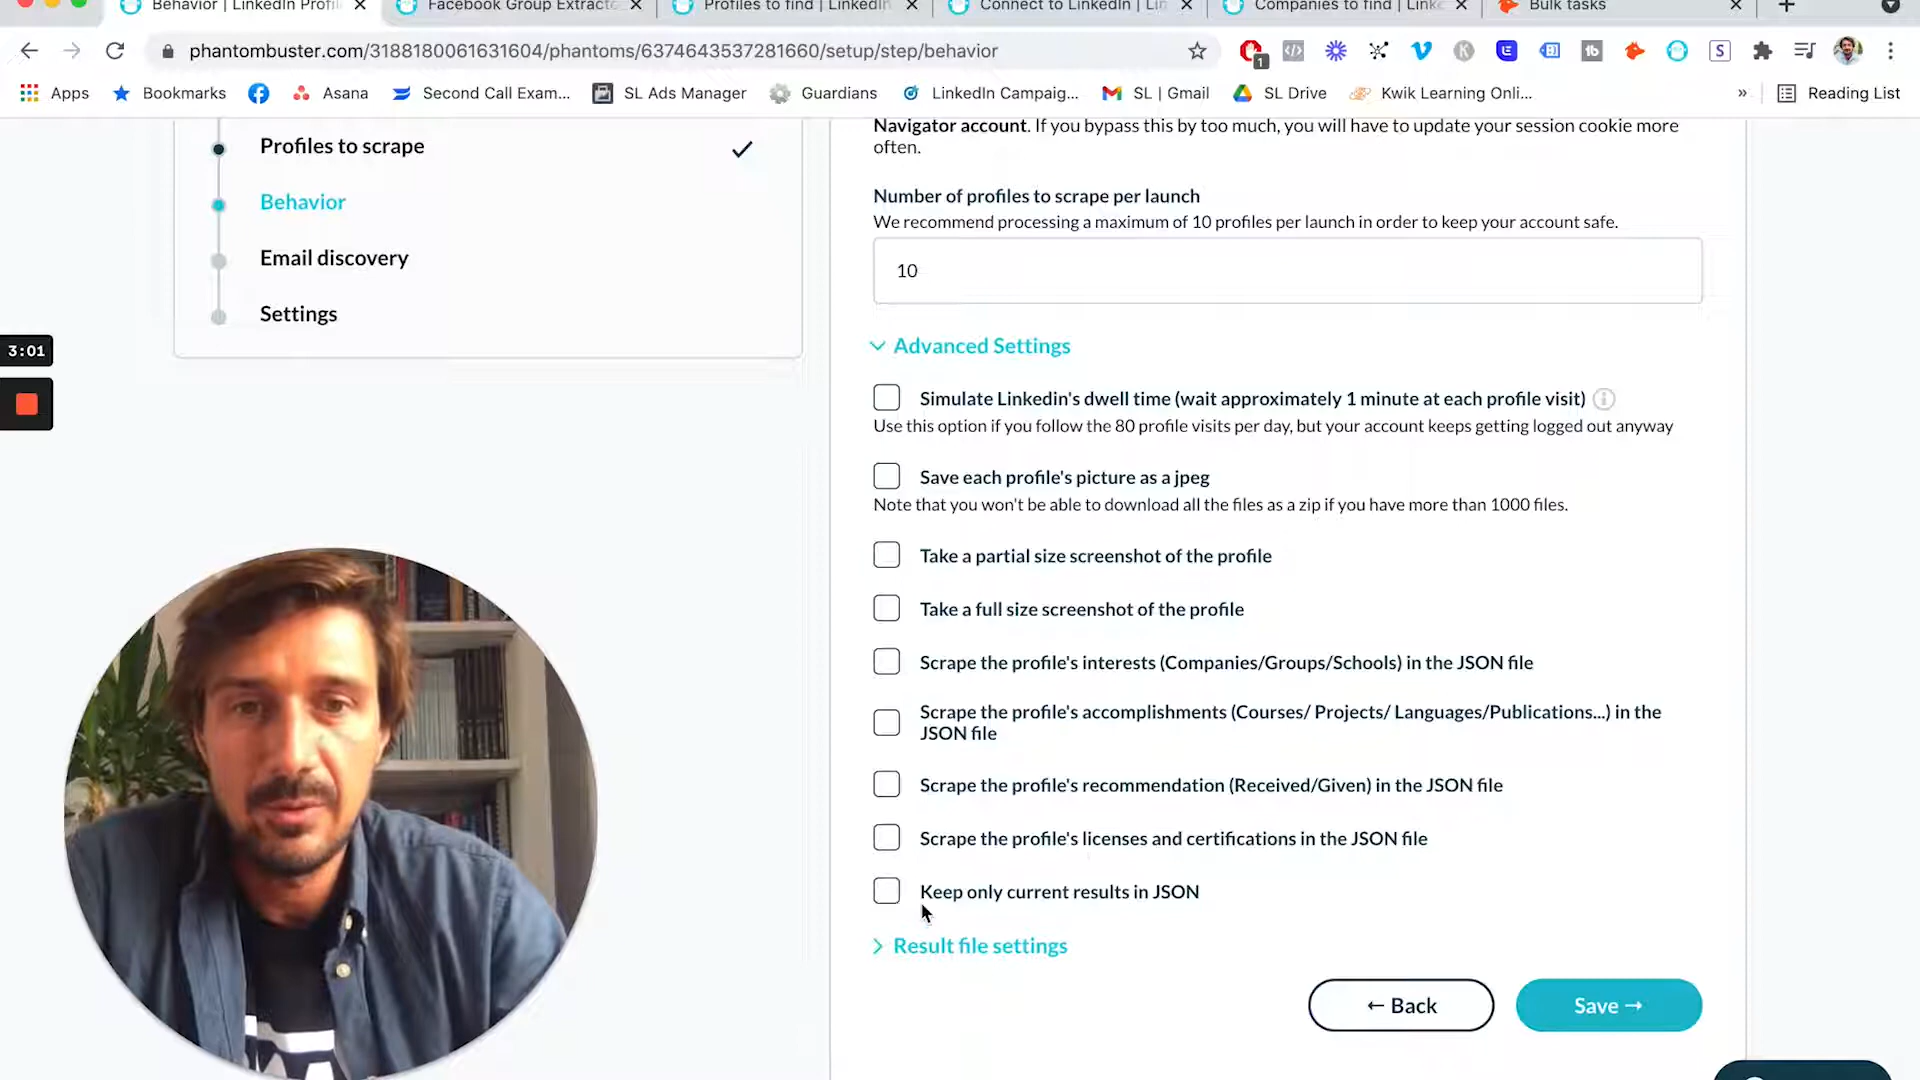 Behavior | LinkedIn Profil
Facebook Group Extracto
Profiles to find | LinkedIn
Connect to LinkedIn | Lin
Companies to find | Linke
Bulk tasks
phantombuster.com/3188180061631604/phantoms/6374643537281660/setup/step/behavior
1
K
tb
S
Apps
Bookmarks
Asana
Second Call Exam...
SL Ads Manager
Guardians
LinkedIn Campaig...
SL | Gmail
SL Drive
Kwik Learning Onli...
»
Reading List
Profiles to scrape
Behavior
Email discovery
Settings
3:01
Navigator account. If you bypass this by too much, you will have to update your session cookie more
often.
Number of profiles to scrape per launch
We recommend processing a maximum of 10 profiles per launch in order to keep your account safe.
10
Advanced Settings
Simulate Linkedin's dwell time (wait approximately 1 minute at each profile visit)
Use this option if you follow the 80 profile visits per day, but your account keeps getting logged out anyway
Save each profile's picture as a jpeg
Note that you won't be able to download all the files as a zip if you have more than 1000 files.
Take a partial size screenshot of the profile
Take a full size screenshot of the profile
Scrape the profile's interests (Companies/Groups/Schools) in the JSON file
Scrape the profile's accomplishments (Courses/ Projects/ Languages/Publications...) in the
JSON file
Scrape the profile's recommendation (Received/Given) in the JSON file
Scrape the profile's licenses and certifications in the JSON file
Keep only current results in JSON
Result file settings
← Back
Save →